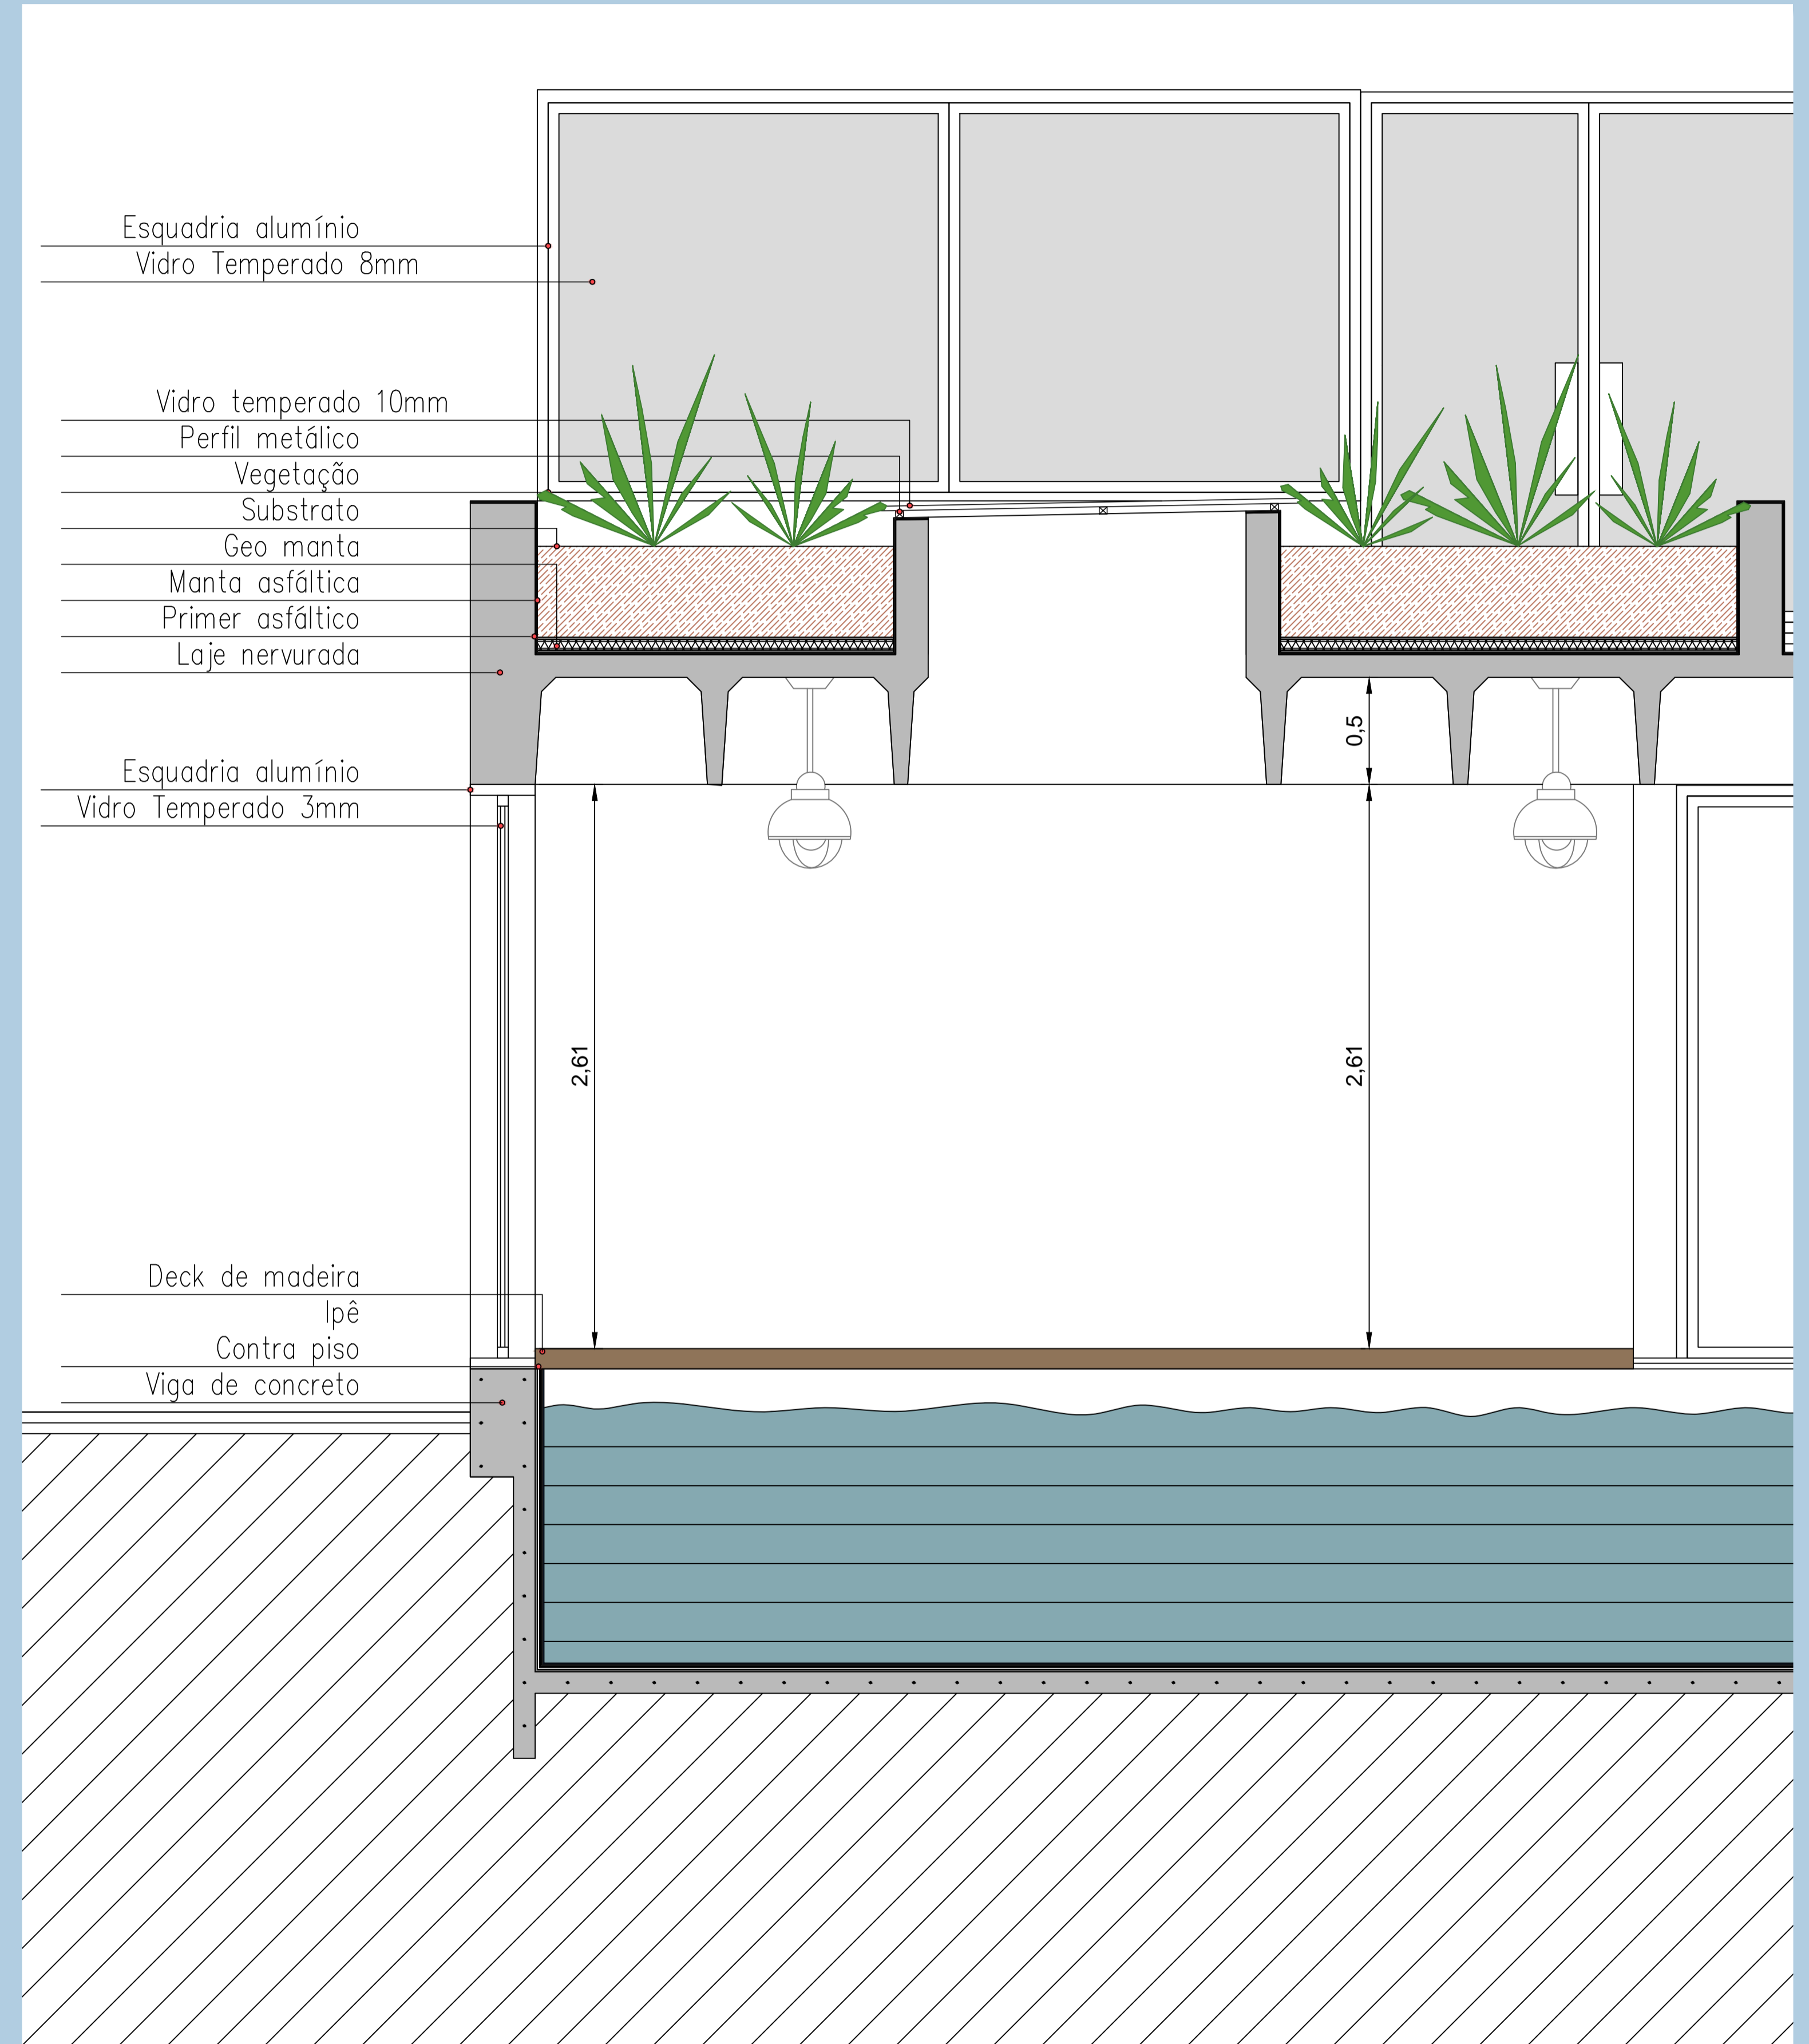 Esquadria alumínio
Vidro Temperado 8mm
Vidro temperado 10mm
Perfil metálico
Vegetação
Substrato
Geo manta
Manta asfáltica
Primer asfáltico
Laje nervurada
0,5
Esquadria alumínio
Vidro Temperado 3mm
2,61
2,61
Deck de madeira
Ipê
Contra piso
Viga de concreto